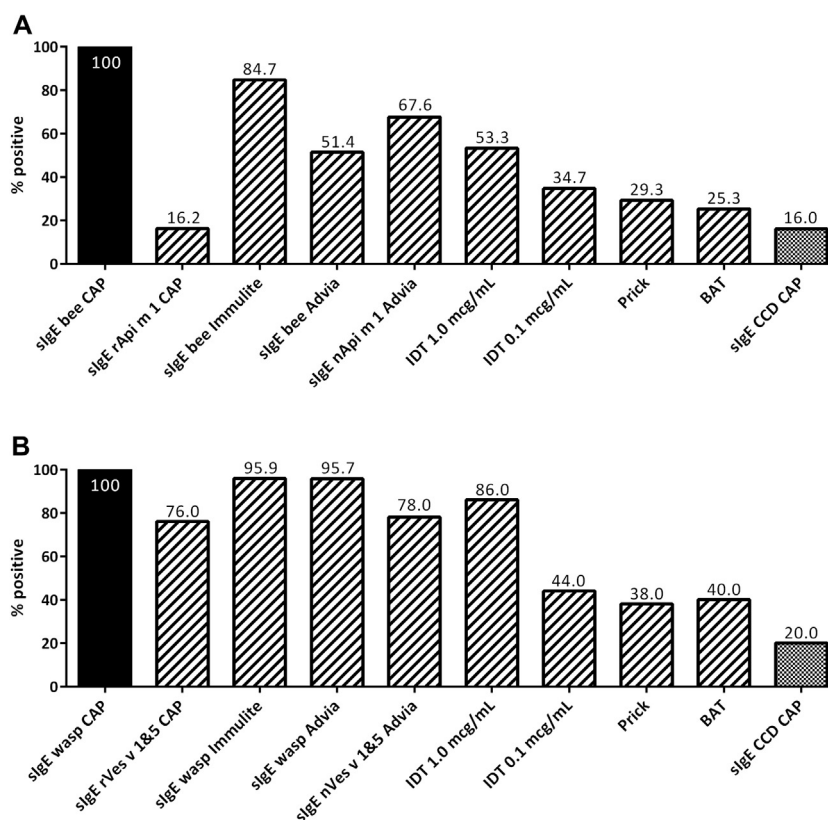 A
% positive
100
80
60
40
20
0
100
16.2
84.7
51.4
67.6
53.3
34.7
29.3
25.3
16.0
sIgE bee CAP
sIgE rApi m 1 CAP
sIgE bee Immulite
sIgE bee Advia
sIgE nApi m 1 Advia
IDT 1.0 mcg/mL
IDT 0.1 mcg/mL
Prick
BAT
sIgE CCD CAP
B
% positive
100
80
60
40
20
0
100
76.0
95.9
95.7
78.0
86.0
44.0
38.0
40.0
20.0
sIgE wasp CAP
sIgE rVes v 1&5 CAP
sIgE wasp Immulite
sIgE wasp Advia
sIgE nVes v 1&5 Advia
IDT 1.0 mcg/mL
IDT 0.1 mcg/mL
Prick
BAT
sIgE CCD CAP